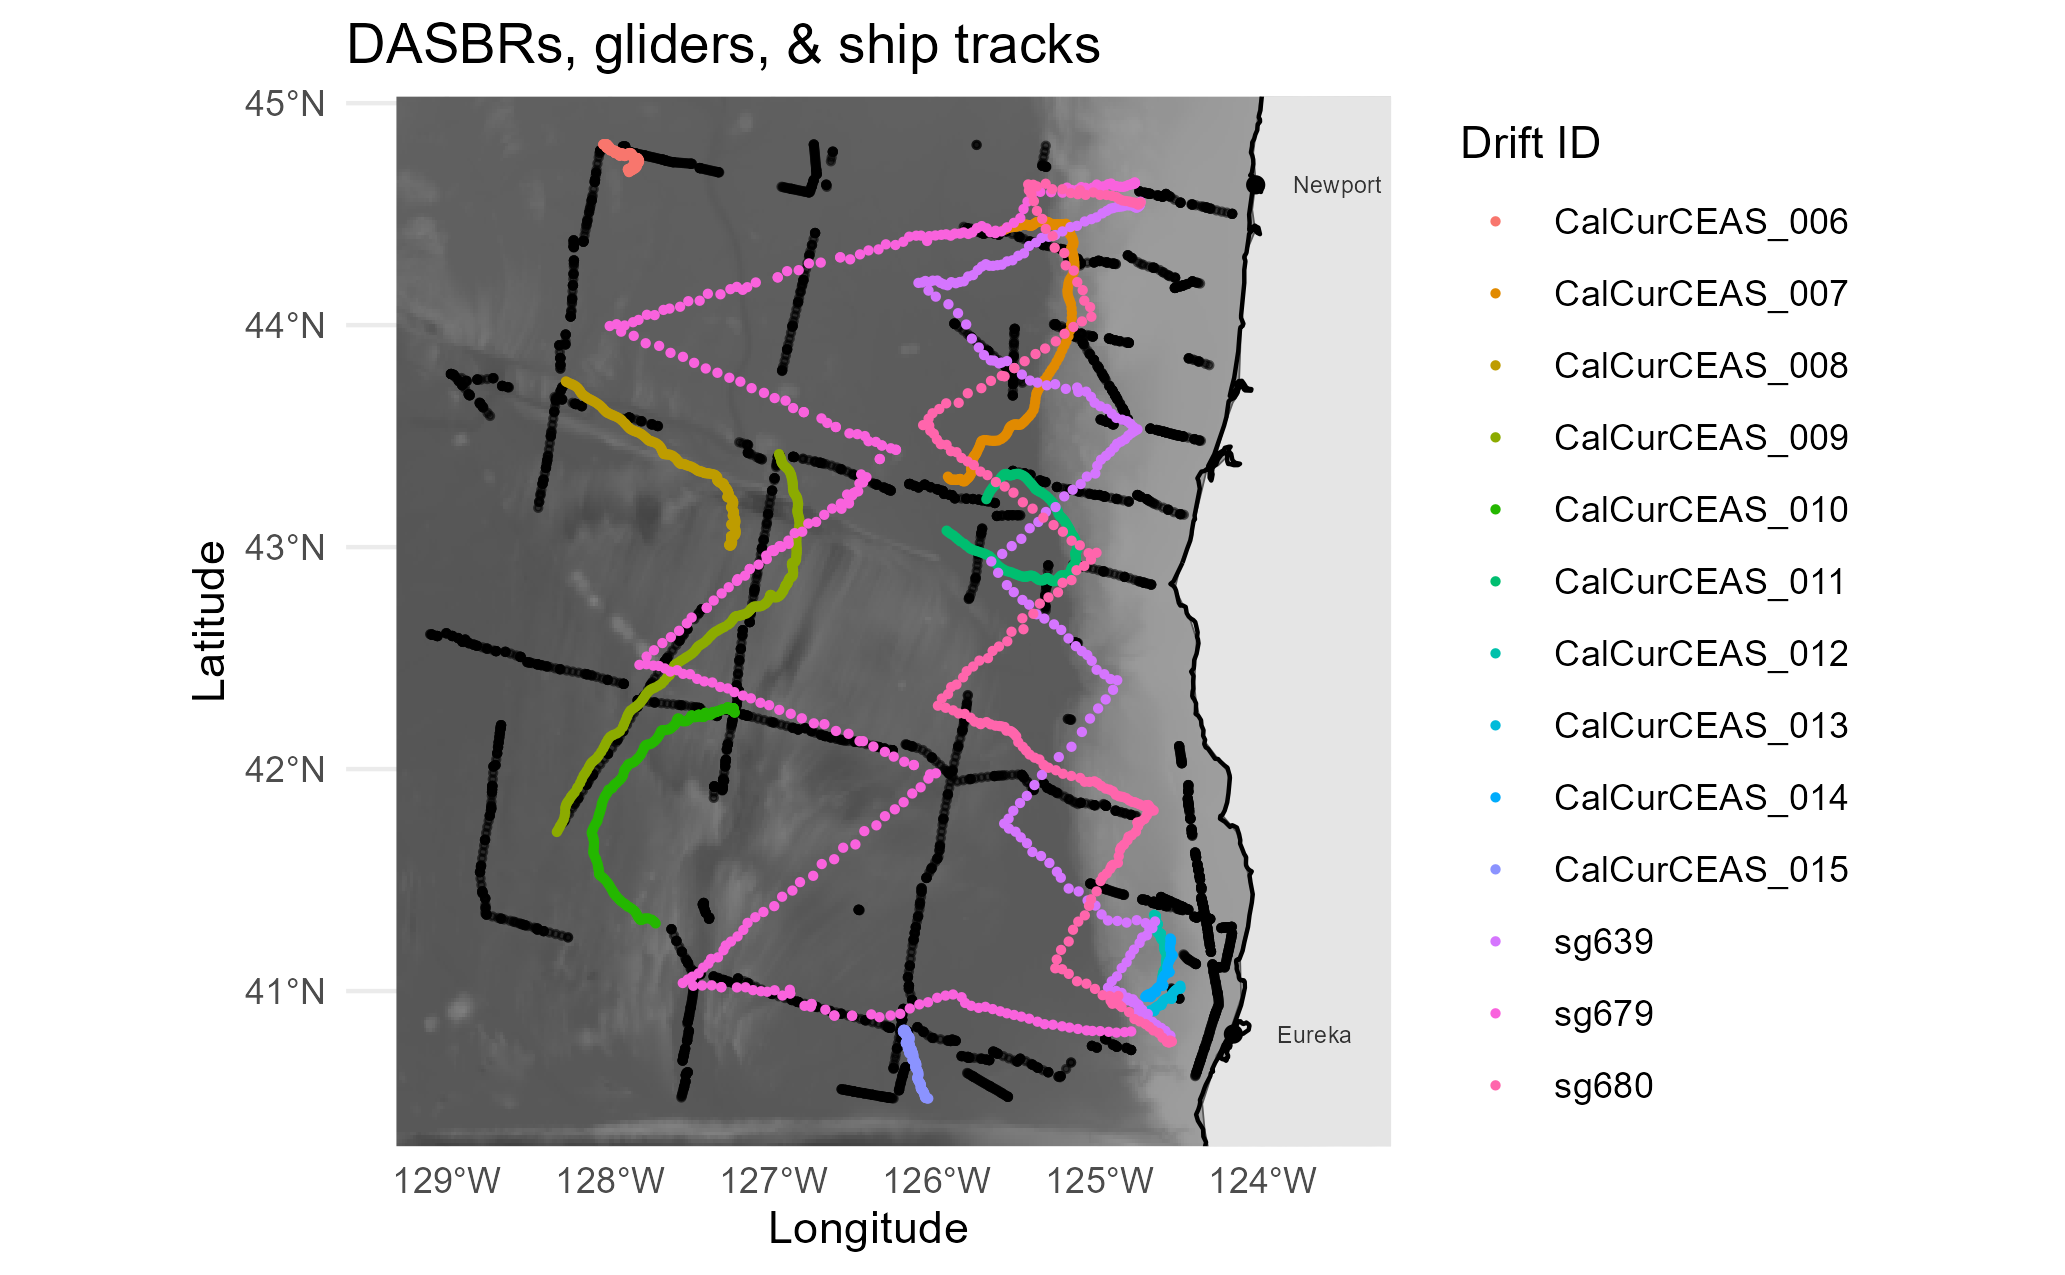 DASBRs, gliders, & ship tracks
45°N
44°N
43°N
42°N
41°N
Latitude
129°W
128°W
127°W
126°W
125°W
124°W
Longitude
Newport
Eureka
Drift ID
CalCurCEAS_006
CalCurCEAS_007
CalCurCEAS_008
CalCurCEAS_009
CalCurCEAS_010
CalCurCEAS_011
CalCurCEAS_012
CalCurCEAS_013
CalCurCEAS_014
CalCurCEAS_015
sg639
sg679
sg680